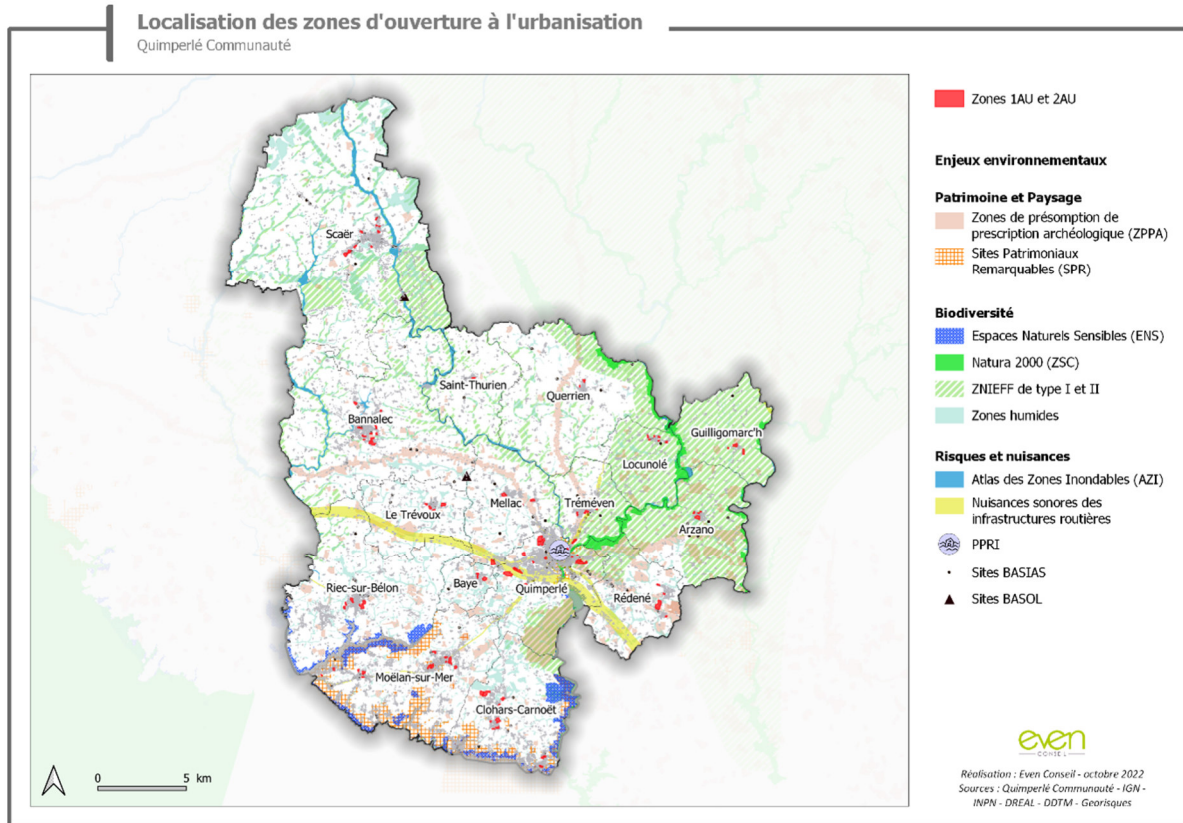 Localisation des zones d'ouverture à l'urbanisation
Quimperlé Communauté
Scaër
Saint-Thurien
Querrien
Bannalec
Guilligomarc'h
Locunolé
Mellac
Tréméven
Le Trévoux
Arzano
Riec-sur-Bélon
Baye
Quimperlé
Rédené
Moëlan-sur-Mer
Clohars-Carnoët
0 5 km
Zones 1AU et 2AU
Enjeux environnementaux
Patrimoine et Paysage
Zones de présomption de
prescription archéologique (ZPPA)
Sites Patrimoniaux
Remarquables (SPR)
Biodiversité
Espaces Naturels Sensibles (ENS)
Natura 2000 (ZSC)
ZNIEFF de type I et II
Zones humides
Risques et nuisances
Atlas des Zones Inondables (AZI)
Nuisances sonores des
infrastructures routières
PPRI
Sites BASIAS
Sites BASOL
even
CONSEIL
Réalisation : Even Conseil - octobre 2022
Sources : Quimperlé Communauté - IGN -
INPN - DREAL - DDTM - Georisques